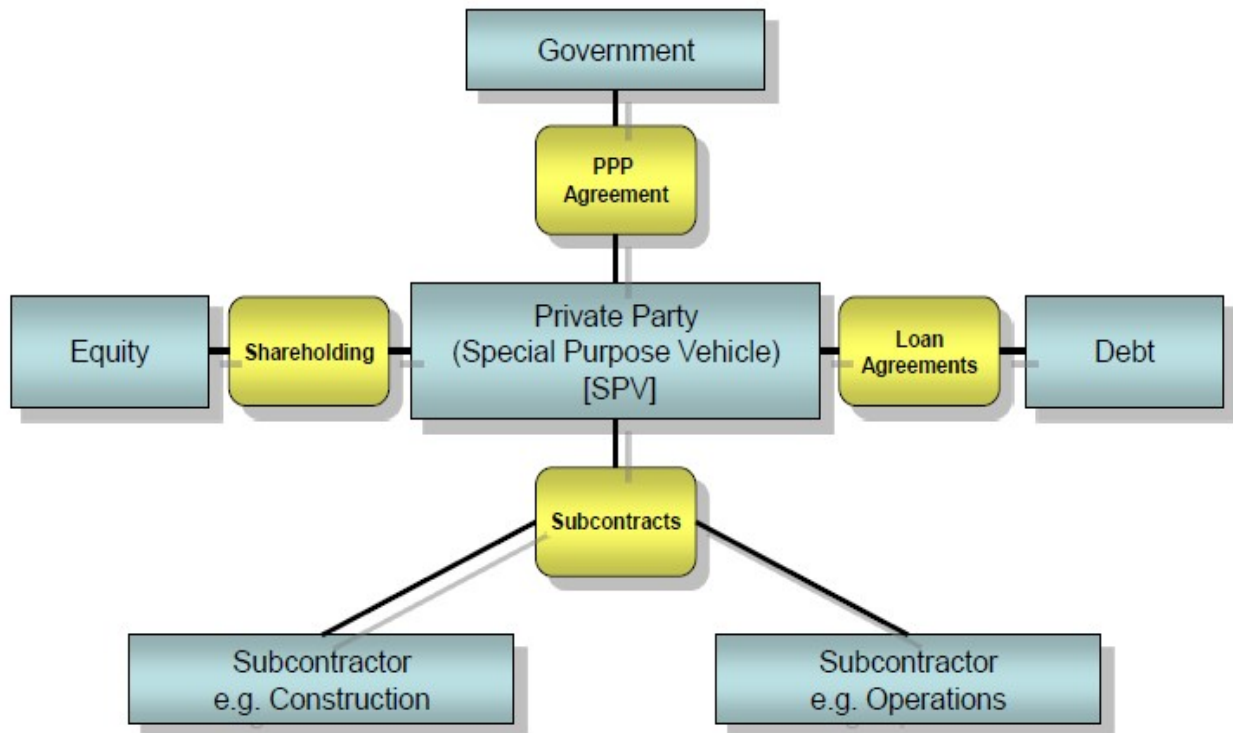 Government
PPP
Agreement
Equity
Shareholding
Private Party
(Special Purpose Vehicle)
[SPV]
Loan
Agreements
Debt
Subcontracts
Subcontractor
e.g. Construction
Subcontractor
e.g. Operations